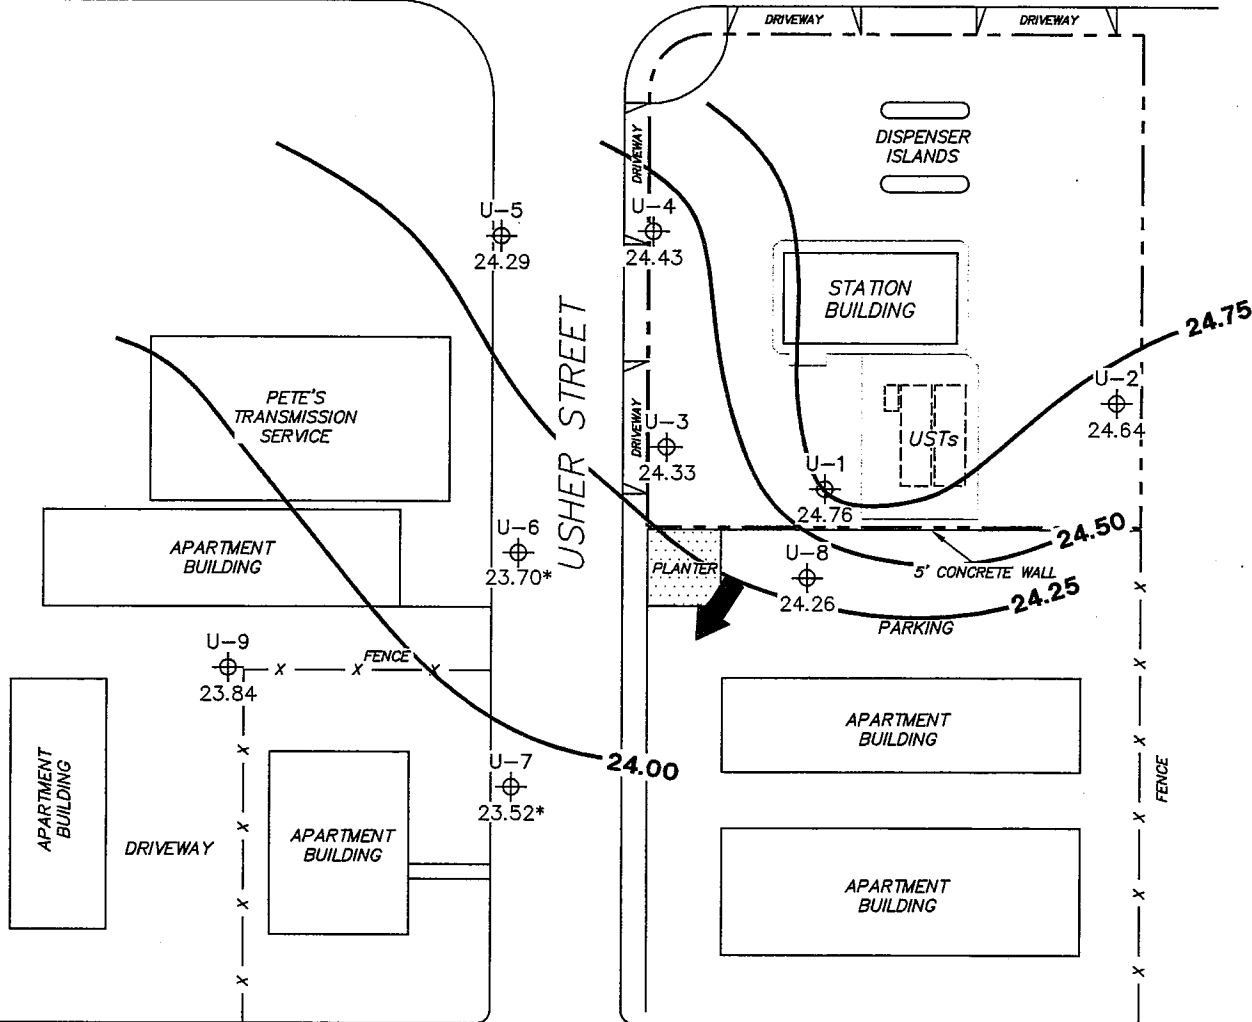 DRIVEWAY
DRIVEWAY
DISPENSER
ISLANDS
DRIVEWAY
U-5
24.29
U-4
24.43
STATION
BUILDING
24.75
U-2
24.64
USHER STREET
PETE'S
TRANSMISSION
SERVICE
DRIVEWAY
U-3
24.33
USTs
U-1
24.76
24.50
U-6
23.70*
APARTMENT
BUILDING
PLANTER
U-8
24.26
5' CONCRETE WALL
24.25
PARKING
U-9
23.84
FENCE
X X X
APARTMENT
BUILDING
24.00
U-7
23.52*
APARTMENT
BUILDING
DRIVEWAY
APARTMENT
BUILDING
APARTMENT
BUILDING
FENCE
X
X
X
X
X
X
X
X
X
X